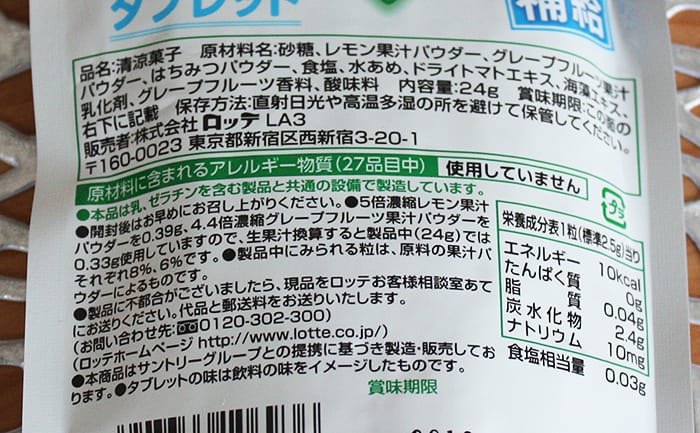 タブレット
補給
品名:清涼菓子 原材料名:砂糖、レモン果汁パウダー、グレープフルーツ果汁
パウダー、はちみつパウダー、食塩、水あめ、ドライトマトエキス、海藻エキス、
乳化剤、グレープフルーツ香料、酸味料 内容量:24g 賞味期限:この面の
右下に記載 保存方法:直射日光や高温多湿の所を避けて保管してください。
販売者:株式会社 ロッテ LA3
〒160-0023 東京都新宿区西新宿3-20-1
原材料に含まれるアレルギー物質(27品目中) 使用していません
●本品は乳、ゼラチンを含む製品と共通の設備で製造しています。
●開封後はお早めにお召し上がりください。●5倍濃縮レモン果汁
パウダーを0.39g、4.4倍濃縮グレープフルーツ果汁パウダーを
0.33g使用していますので、生果汁換算すると製品中(24g)では
それぞれ8%、6%です。●製品中にみられる粒は、原料の果汁パ
ウダーによるものです。
●製品に不都合がございましたら、現品をロッテお客様相談室あて
にお送りください。代品と郵送料をお送りいたします。
(お問い合わせ先:0120-302-300)
(ロッテホームページ http://www.lotte.co.jp/)
●本商品はサントリーグループとの提携に基づき製造・販売してお
ります。●タブレットの味は飲料の味をイメージしたものです。
賞味期限
プラ
栄養成分表1粒(標準2.5g)当り
エネルギー 10kcal
たんぱく質 0g
脂質 0.04g
炭水化物 2.4g
ナトリウム 10mg
食塩相当量 0.03g